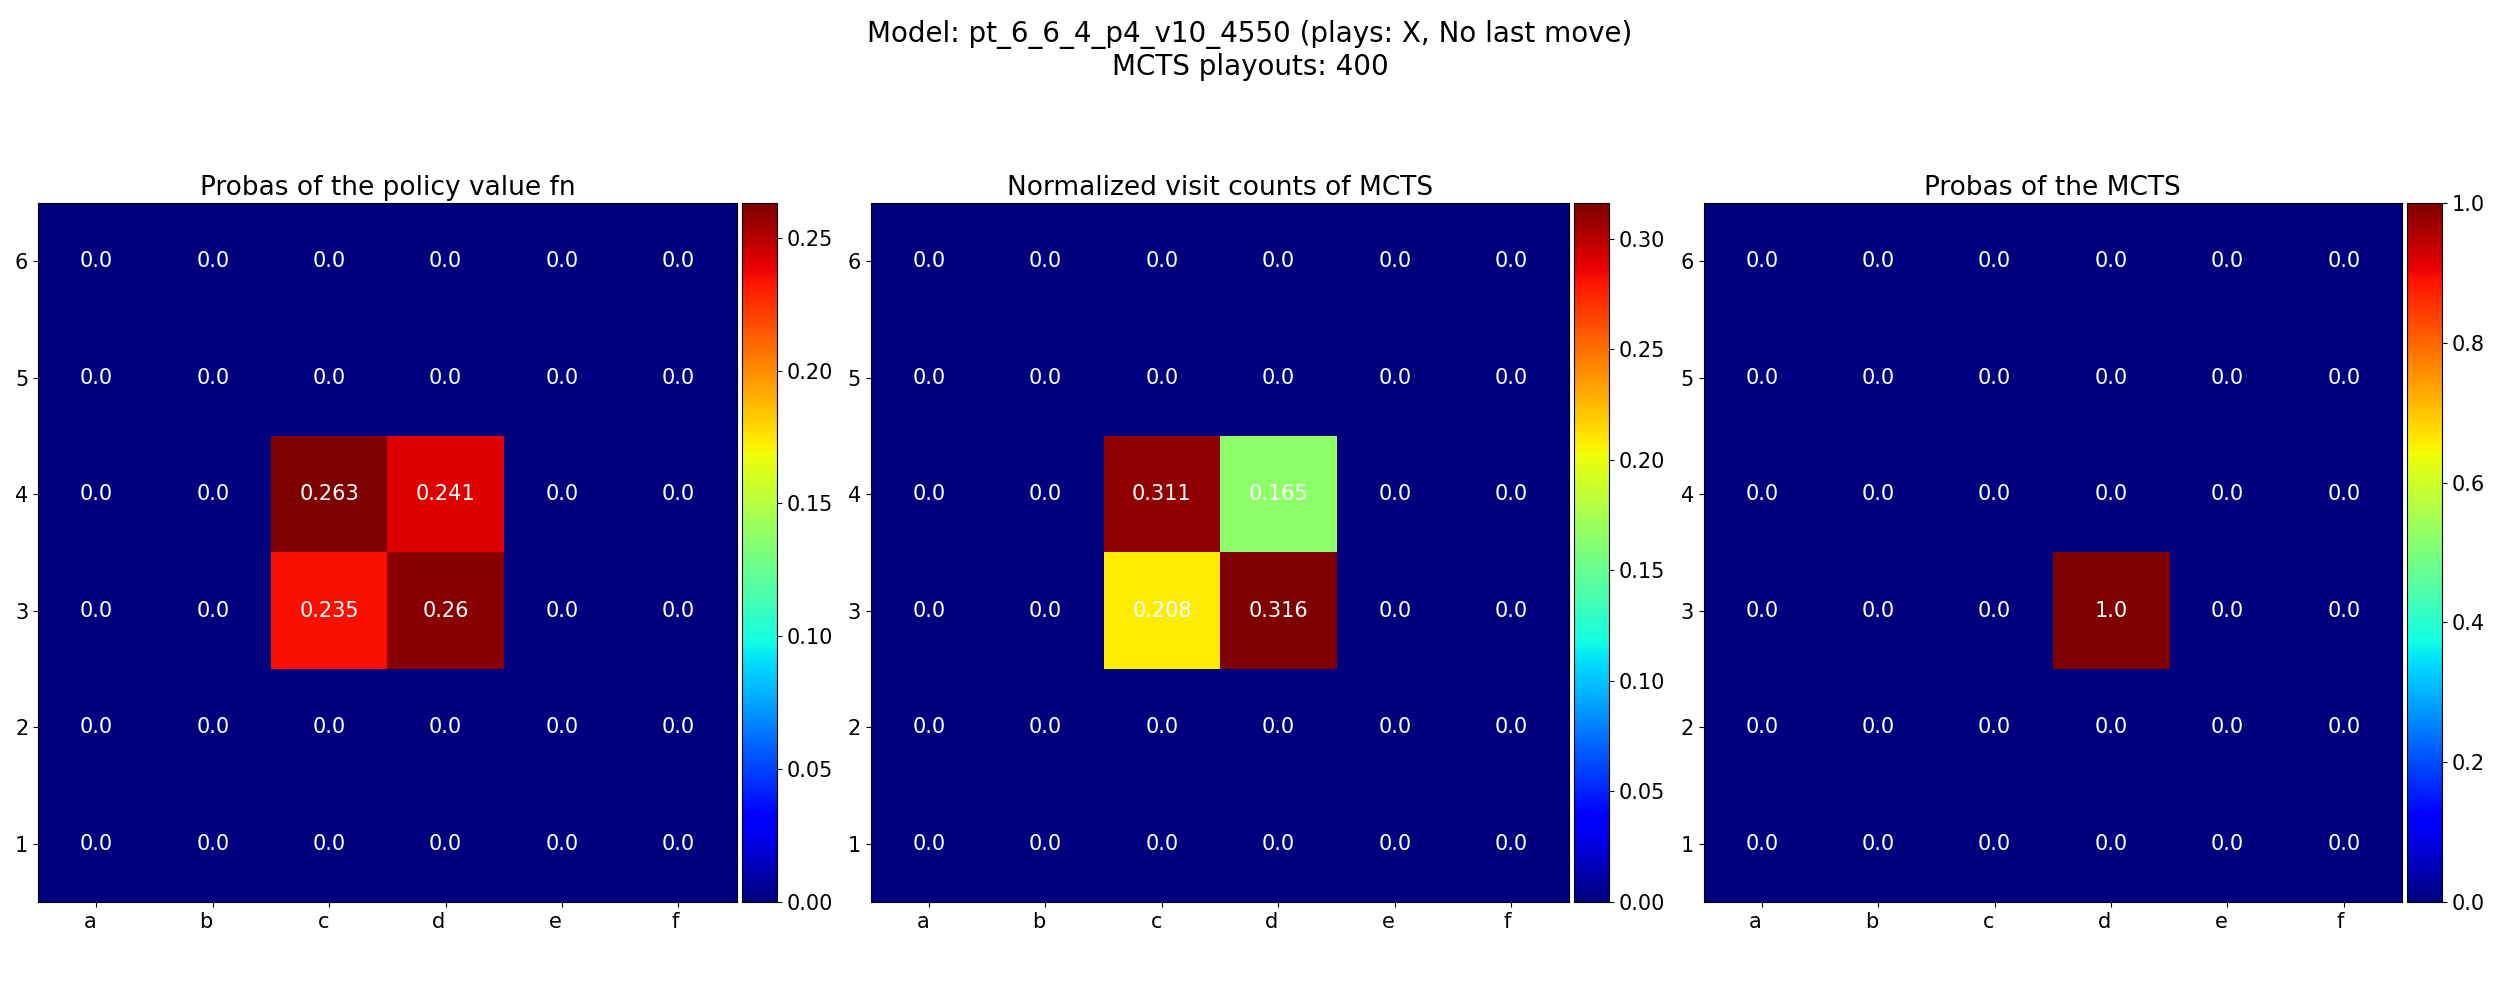 Model: pt_6_6_4_p4_v10_4550 (plays: X, No last move)
MCTS playouts: 400
Probas of the policy value fn
6 0.0 0.0 0.0 0.0 0.0 0.0
5 0.0 0.0 0.0 0.0 0.0 0.0
4 0.0 0.0 0.263 0.241 0.0 0.0
3 0.0 0.0 0.235 0.26 0.0 0.0
2 0.0 0.0 0.0 0.0 0.0 0.0
1 0.0 0.0 0.0 0.0 0.0 0.0
a b c d e f
0.25
0.20
0.15
0.10
0.05
0.00
Normalized visit counts of MCTS
6 0.0 0.0 0.0 0.0 0.0 0.0
5 0.0 0.0 0.0 0.0 0.0 0.0
4 0.0 0.0 0.311 0.165 0.0 0.0
3 0.0 0.0 0.208 0.316 0.0 0.0
2 0.0 0.0 0.0 0.0 0.0 0.0
1 0.0 0.0 0.0 0.0 0.0 0.0
a b c d e f
0.30
0.25
0.20
0.15
0.10
0.05
0.00
Probas of the MCTS
6 0.0 0.0 0.0 0.0 0.0 0.0
5 0.0 0.0 0.0 0.0 0.0 0.0
4 0.0 0.0 0.0 0.0 0.0 0.0
3 0.0 0.0 0.0 1.0 0.0 0.0
2 0.0 0.0 0.0 0.0 0.0 0.0
1 0.0 0.0 0.0 0.0 0.0 0.0
a b c d e f
1.0
0.8
0.6
0.4
0.2
0.0